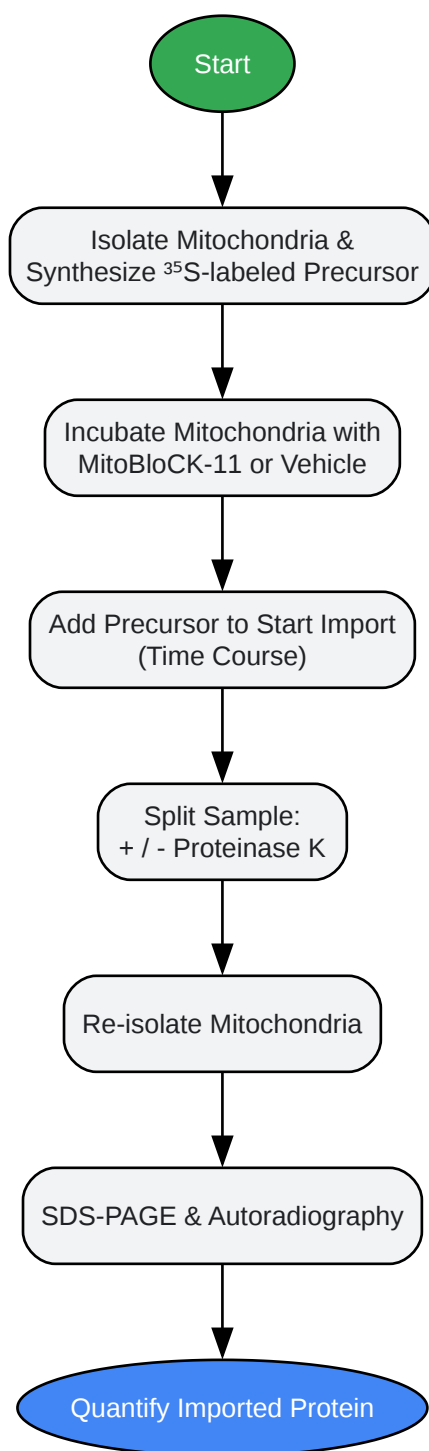 Start
Isolate Mitochondria &
Synthesize ³⁵S-labeled Precursor
Incubate Mitochondria with
MitoBloCK-11 or Vehicle
Add Precursor to Start Import
(Time Course)
Split Sample:
+ / - Proteinase K
Re-isolate Mitochondria
SDS-PAGE & Autoradiography
Quantify Imported Protein